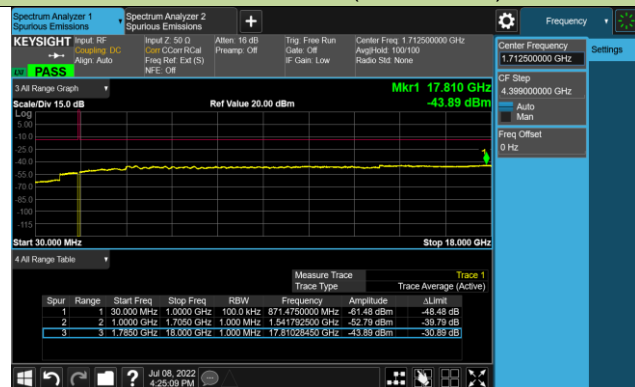 Spectrum Analyzer 1
Spurious Emissions
Spectrum Analyzer 2
Spurious Emissions
Frequency
KEYSIGHT
Input: RF
Coupling: DC
Align: Auto
Input Z: 50 Ω
Corr CCorr RCal
Freq Ref: Ext (S)
NFE: Off
Atten: 16 dB
Preamp: Off
Trig: Free Run
Gate: Off
IF Gain: Low
Center Freq: 1.712500000 GHz
Avg|Hold: 100/100
Radio Std: None
PASS
Center Frequency
1.712500000 GHz
Settings
CF Step
4.399000000 GHz
Auto
Man
Freq Offset
0 Hz
3 All Range Graph
Mkr1 17.810 GHz
Scale/Div 15.0 dB
Ref Value 20.00 dBm
-43.89 dBm
Log
5.00
-10.0
-25.0
-40.0
-55.0
-70.0
-85.0
-100
-115
1
Start 30.000 MHz
Stop 18.000 GHz
4 All Range Table
Measure Trace Trace 1
Trace Type Trace Average (Active)
Spur Range Start Freq Stop Freq RBW Frequency Amplitude ΔLimit
1 1 30.000 MHz 1.0000 GHz 100.0 kHz 871.4750000 MHz -61.48 dBm -48.48 dB
2 2 1.0000 GHz 1.7050 GHz 1.000 MHz 1.541792500 GHz -52.79 dBm -39.79 dB
3 3 1.7850 GHz 18.000 GHz 1.000 MHz 17.81028450 GHz -43.89 dBm -30.89 dB
?
Jul 08, 2022
4:25:09 PM